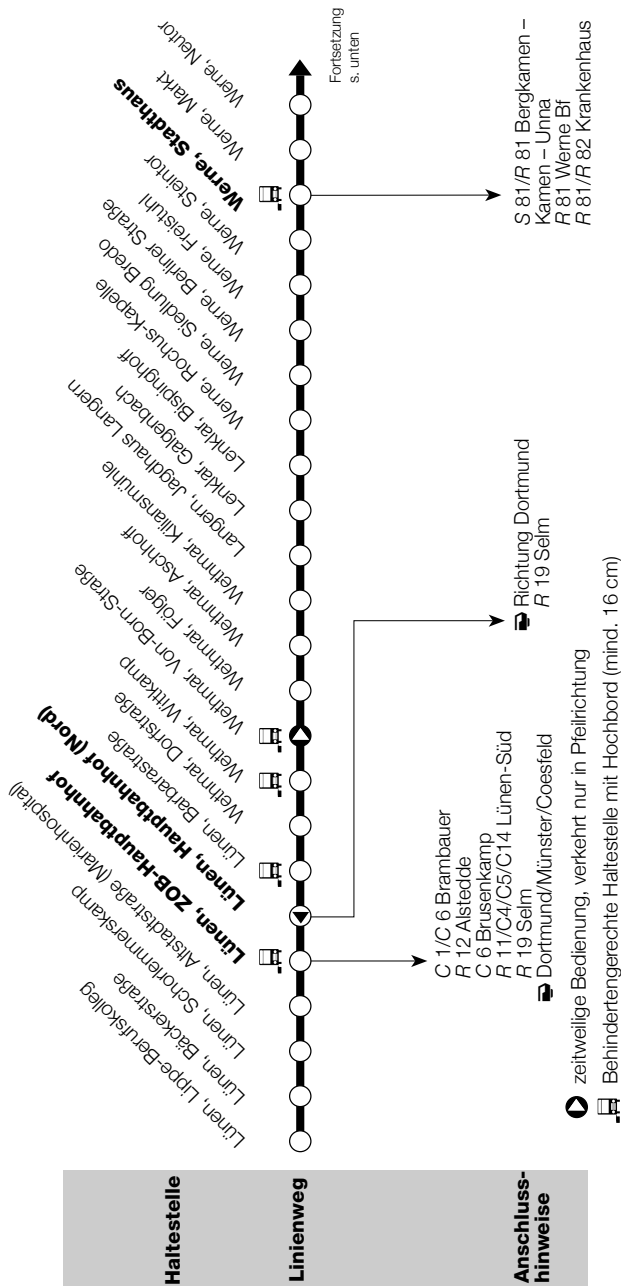 Haltestelle
Lünen, Lippe-Berufskolleg
Lünen, Bäckerstraße
Lünen, Schorlemmerskamp
Lünen, Altstadtstraße (Marienhospital)
Lünen, ZOB-Hauptbahnhof
Lünen, Hauptbahnhof (Nord)
Lünen, Barbarastraße
Wethmar, Dorfstraße
Wethmar, Wittkamp
Wethmar, Von-Born-Straße
Wethmar, Fölger
Wethmar, Aschhoff
Wethmar, Kiliansmühle
Langern, Jagdhaus Langern
Lenklar, Galgenbach
Lenklar, Bispinghoff
Werne, Rochus-Kapelle
Werne, Siedlung Bredo
Werne, Berliner Straße
Werne, Freistuhl
Werne, Steintor
Werne, Stadthaus
Werne, Markt
Werne, Neutor
Linienweg
Fortsetzung
s. unten
Anschluss-
hinweise
C 1/C 6 Brambauer
R 12 Alstedde
C 6 Brusenkamp
R 11/C4/C5/C14 Lünen-Süd
R 19 Selm
Dortmund/Münster/Coesfeld
Richtung Dortmund
R 19 Selm
S 81/R 81 Bergkamen –
Kamen – Unna
R 81 Werne Bf
R 81/R 82 Krankenhaus
zeitweilige Bedienung, verkehrt nur in Pfeilrichtung
Behindertengerechte Haltestelle mit Hochbord (mind. 16 cm)